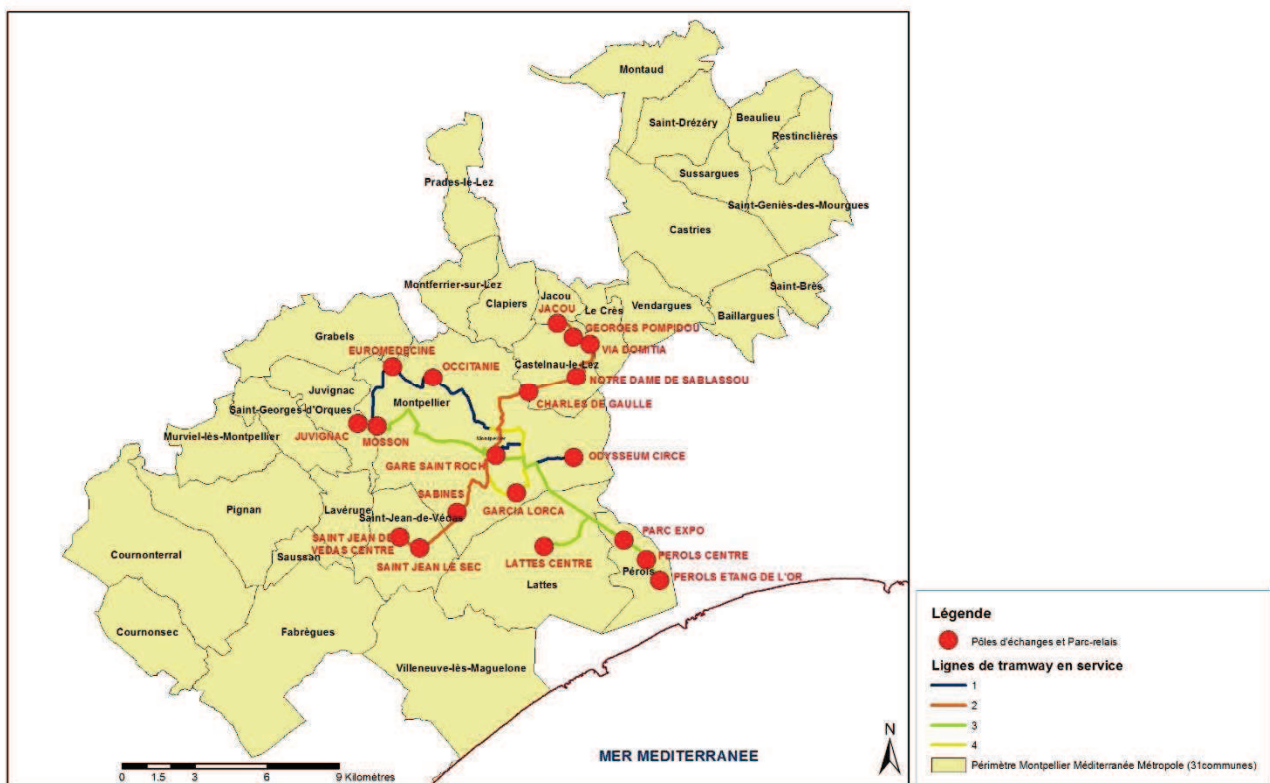 Montaud
Saint-Drézéry
Beaulieu
Restinclières
Prades-le-Lez
Sussargues
Saint-Geniès-des-Mourgues
Castries
Montferrier-sur-Lez
Clapiers
Jacou
JACOU
Le Crès
Vendargues
Saint-Brès
Baillargues
GEORGES POMPIDOU
VIA DOMITIA
Grabels
EUROMEDECINE
OCCITANIE
Castelnau-le-Lez
NOTRE DAME DE SABLASSOU
CHARLES DE GAULLE
Juvignac
Montpellier
Saint-Georges-d'Orques
JUVIGNAC
MOSSON
Murviel-lès-Montpellier
Montpellier
GARE SAINT ROCH
ODYSSEUM CIRCE
SABINES
GARCIA LORCA
Pignan
Lavérune
Saint-Jean-de-Védas
SAINT JEAN DE
VEDAS CENTRE
SAINT JEAN LE SEC
PARC EXPO
PEROLS CENTRE
Pérols
PEROLS ETANG DE L'OR
LATTES CENTRE
Lattes
Cournonterral
Saussan
Cournonsec
Fabrègues
Villeneuve-lès-Maguelone
MER MEDITERRANEE
N
0 1.5 3 6 9 Kilomètres
Légende
Pôles d'échanges et Parc-relais
Lignes de tramway en service
1
2
3
4
Périmètre Montpellier Méditerranée Métropole (31communes)